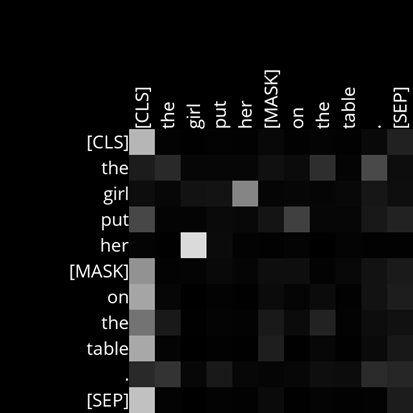 [CLS] the girl put her [MASK] on the table . [SEP]
[CLS]
the
girl
put
her
[MASK]
on
the
table
.
[SEP]